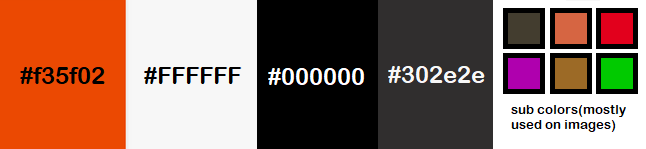 #f35f02
#FFFFFF
#000000
#302e2e
sub colors(mostly
used on images)